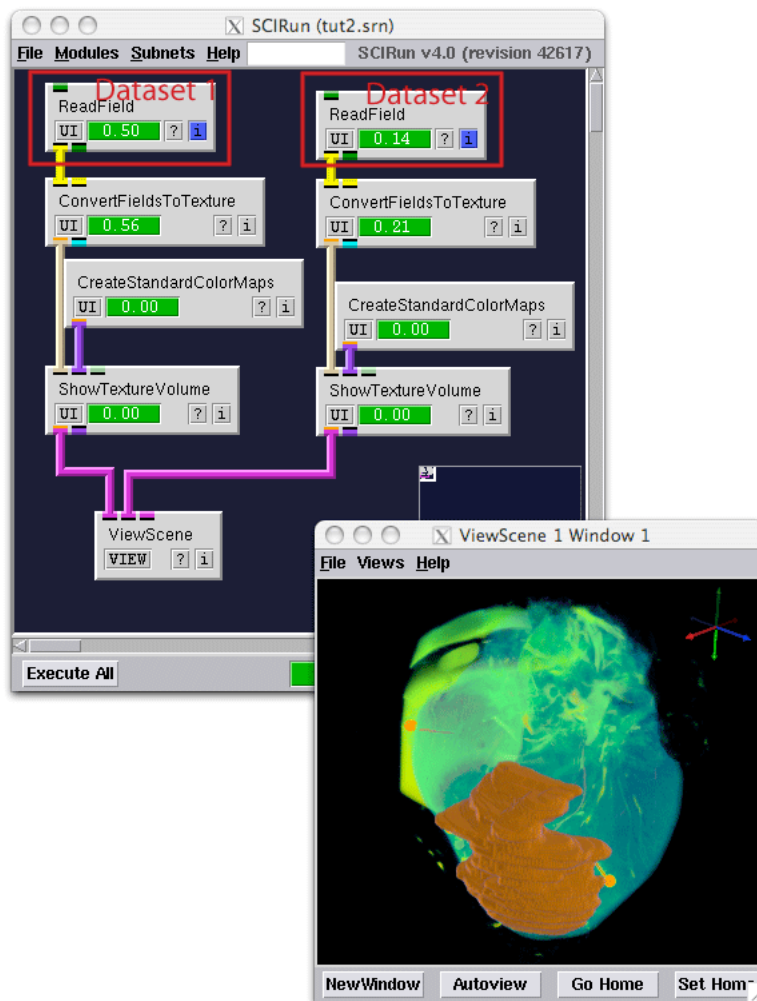 SCIRun (tut2.srn)
File Modules Subnets Help SCIRun v4.0 (revision 42617)
Dataset 1
ReadField
UI 0.50 ? i
Dataset 2
ReadField
UI 0.14 ? i
ConvertFieldsToTexture
UI 0.56 ? i
ConvertFieldsToTexture
UI 0.21 ? i
CreateStandardColorMaps
UI 0.00 ? i
CreateStandardColorMaps
UI 0.00 ? i
ShowTextureVolume
UI 0.00 ? i
ShowTextureVolume
UI 0.00 ? i
ViewScene
VIEW ? i
Execute All
ViewScene 1 Window 1
File Views Help
NewWindow Autoview Go Home Set Hom